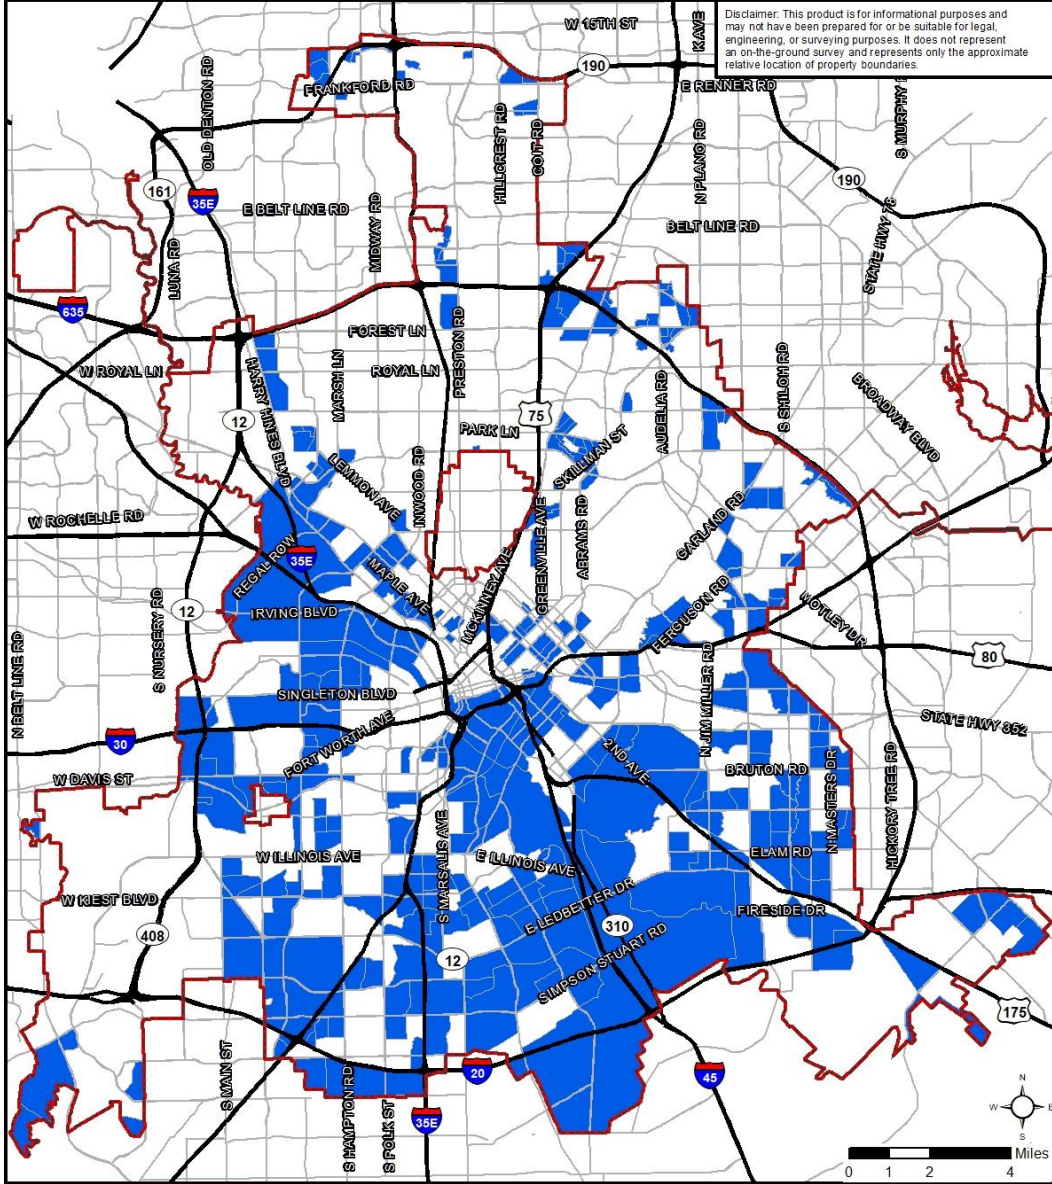 Disclaimer: This product is for informational purposes and
may not have been prepared for or be suitable for legal,
engineering, or surveying purposes. It does not represent
an on-the-ground survey and represents only the approximate
relative location of property boundaries.
W 15TH ST
K AVE
190
E RENNER RD
FRANKFORD RD
OLD DENTON RD
S MURPHY
HILLCREST RD
COIT RD
N PLANO RD
190
161
35E
E BELT LINE RD
MIDWAY RD
BELT LINE RD
STATE HWY 78
LUNA RD
635
FOREST LN
PRESTON RD
W ROYAL LN
MARSH LN
ROYAL LN
S SHILOH RD
BROADWAY BLVD
HARRY HINES BLVD
12
75
AUDELIA RD
PARK LN
SKILLMAN ST
LEMMON AVE
INWOOD RD
W ROCHELLE RD
GARLAND RD
ABRAMS RD
GREENVILLE AVE
REGAL ROW
35E
MAPLE AVE
MCKINNEY AVE
12
IRVING BLVD
FERGUSON RD
MOTLEY DR
S NURSERY RD
N BELT LINE RD
80
N JIM MILLER RD
SINGLETON BLVD
STATE HWY 352
30
FORT WORTH AVE
2ND AVE
W DAVIS ST
BRUTON RD
N MASTERS DR
HICKORY TREE RD
W ILLINOIS AVE
E ILLINOIS AVE
ELAM RD
S MARSALIS AVE
W KIEST BLVD
E LEDBETTER DR
FIRESIDE DR
408
310
12
SIMPSON STUART RD
175
S MAIN ST
S HAMPTON RD
S POLK ST
20
45
35E
N
W E
S
Miles
0 1 2 4